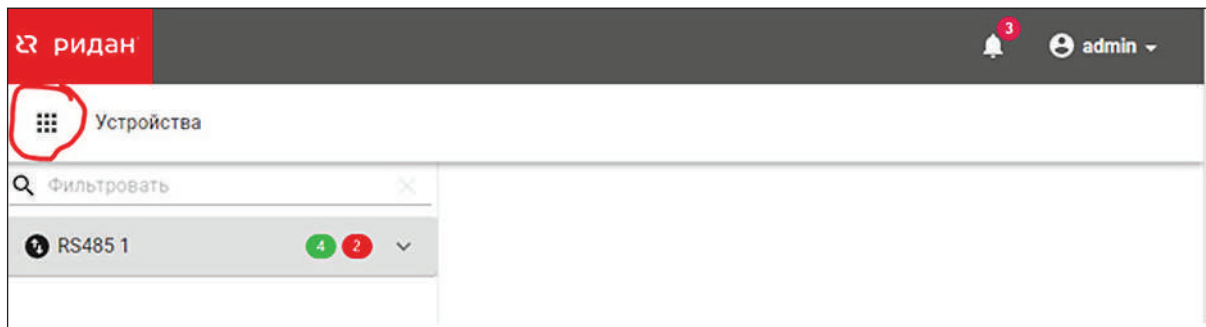 ридан
3
admin
Устройства
Фильтровать
RS485 1
4
2